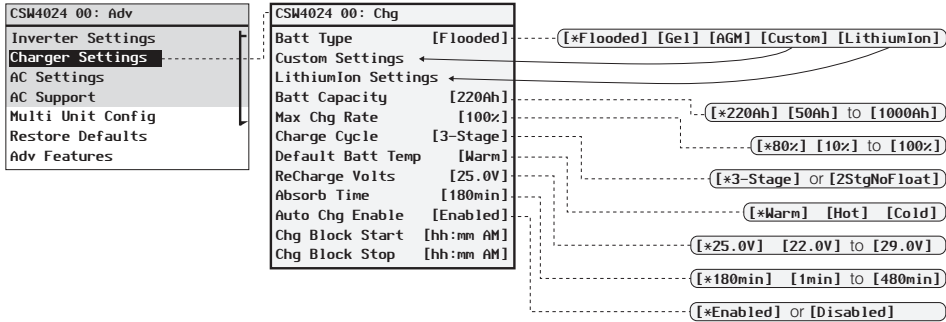 CSW4024 00: Adv
Inverter Settings
Charger Settings
AC Settings
AC Support
Multi Unit Config
Restore Defaults
Adv Features
CSW4024 00: Chg
Batt Type [Flooded]
Custom Settings
LithiumIon Settings
Batt Capacity [220Ah]
Max Chg Rate [100%]
Charge Cycle [3-Stage]
Default Batt Temp [Warm]
ReCharge Volts [25.0V]
Absorb Time [180min]
Auto Chg Enable [Enabled]
Chg Block Start [hh:mm AM]
Chg Block Stop [hh:mm AM]
[*Flooded] [Gel] [AGM] [Custom] [LithiumIon]
[*220Ah] [50Ah] to [1000Ah]
[*80%] [10%] to [100%]
[*3-Stage] or [2StgNoFloat]
[*Warm] [Hot] [Cold]
[*25.0V] [22.0V] to [29.0V]
[*180min] [1min] to [480min]
[*Enabled] or [Disabled]